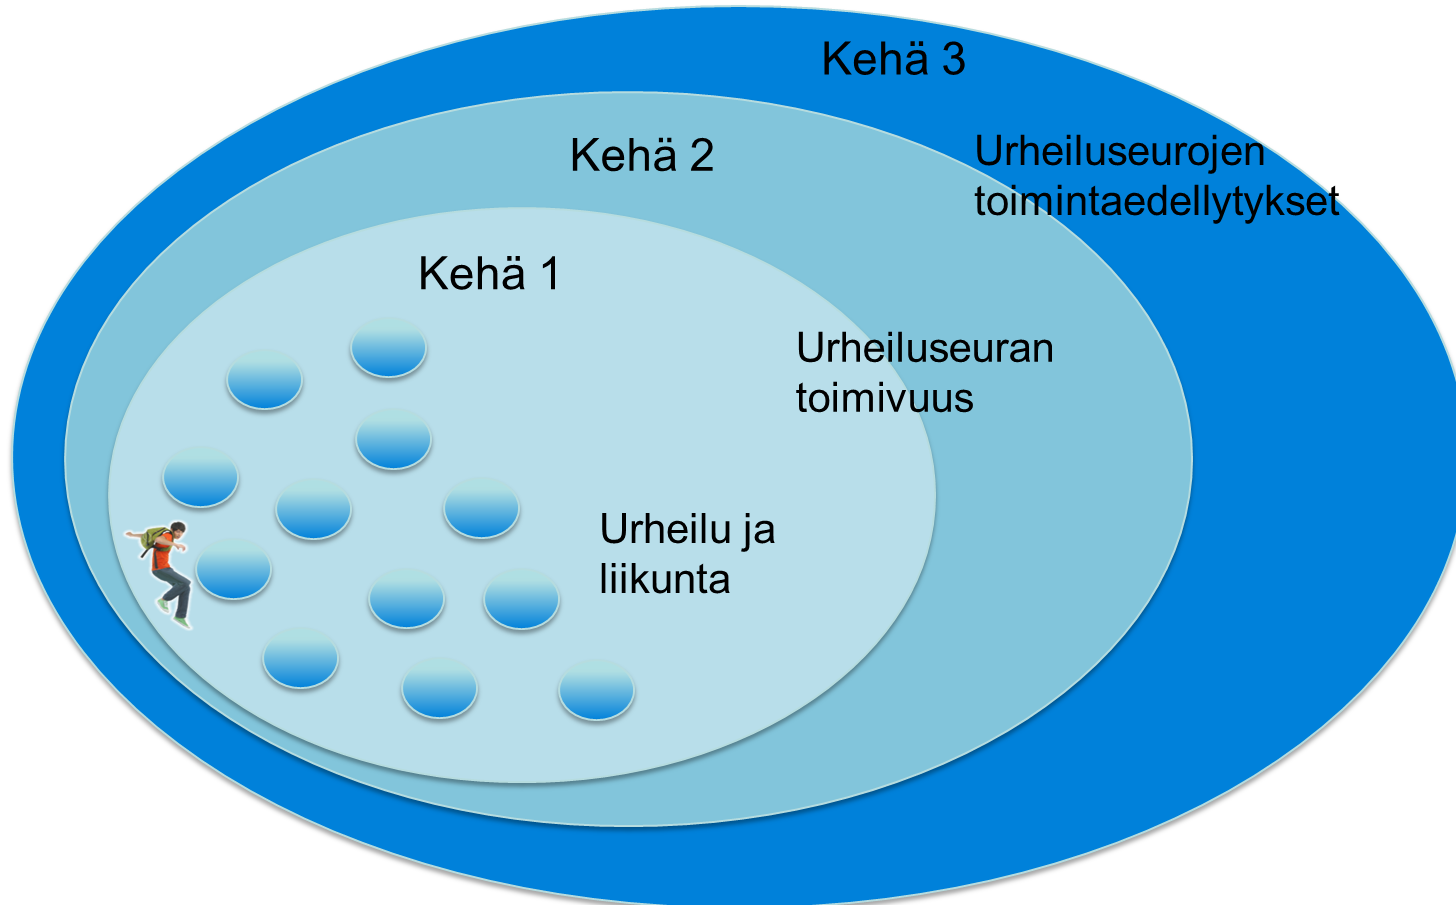 Kehä 3
Urheiluseurojen
toimintaedellytykset
Kehä 2
Urheiluseuran
toimivuus
Kehä 1
Urheilu ja
liikunta